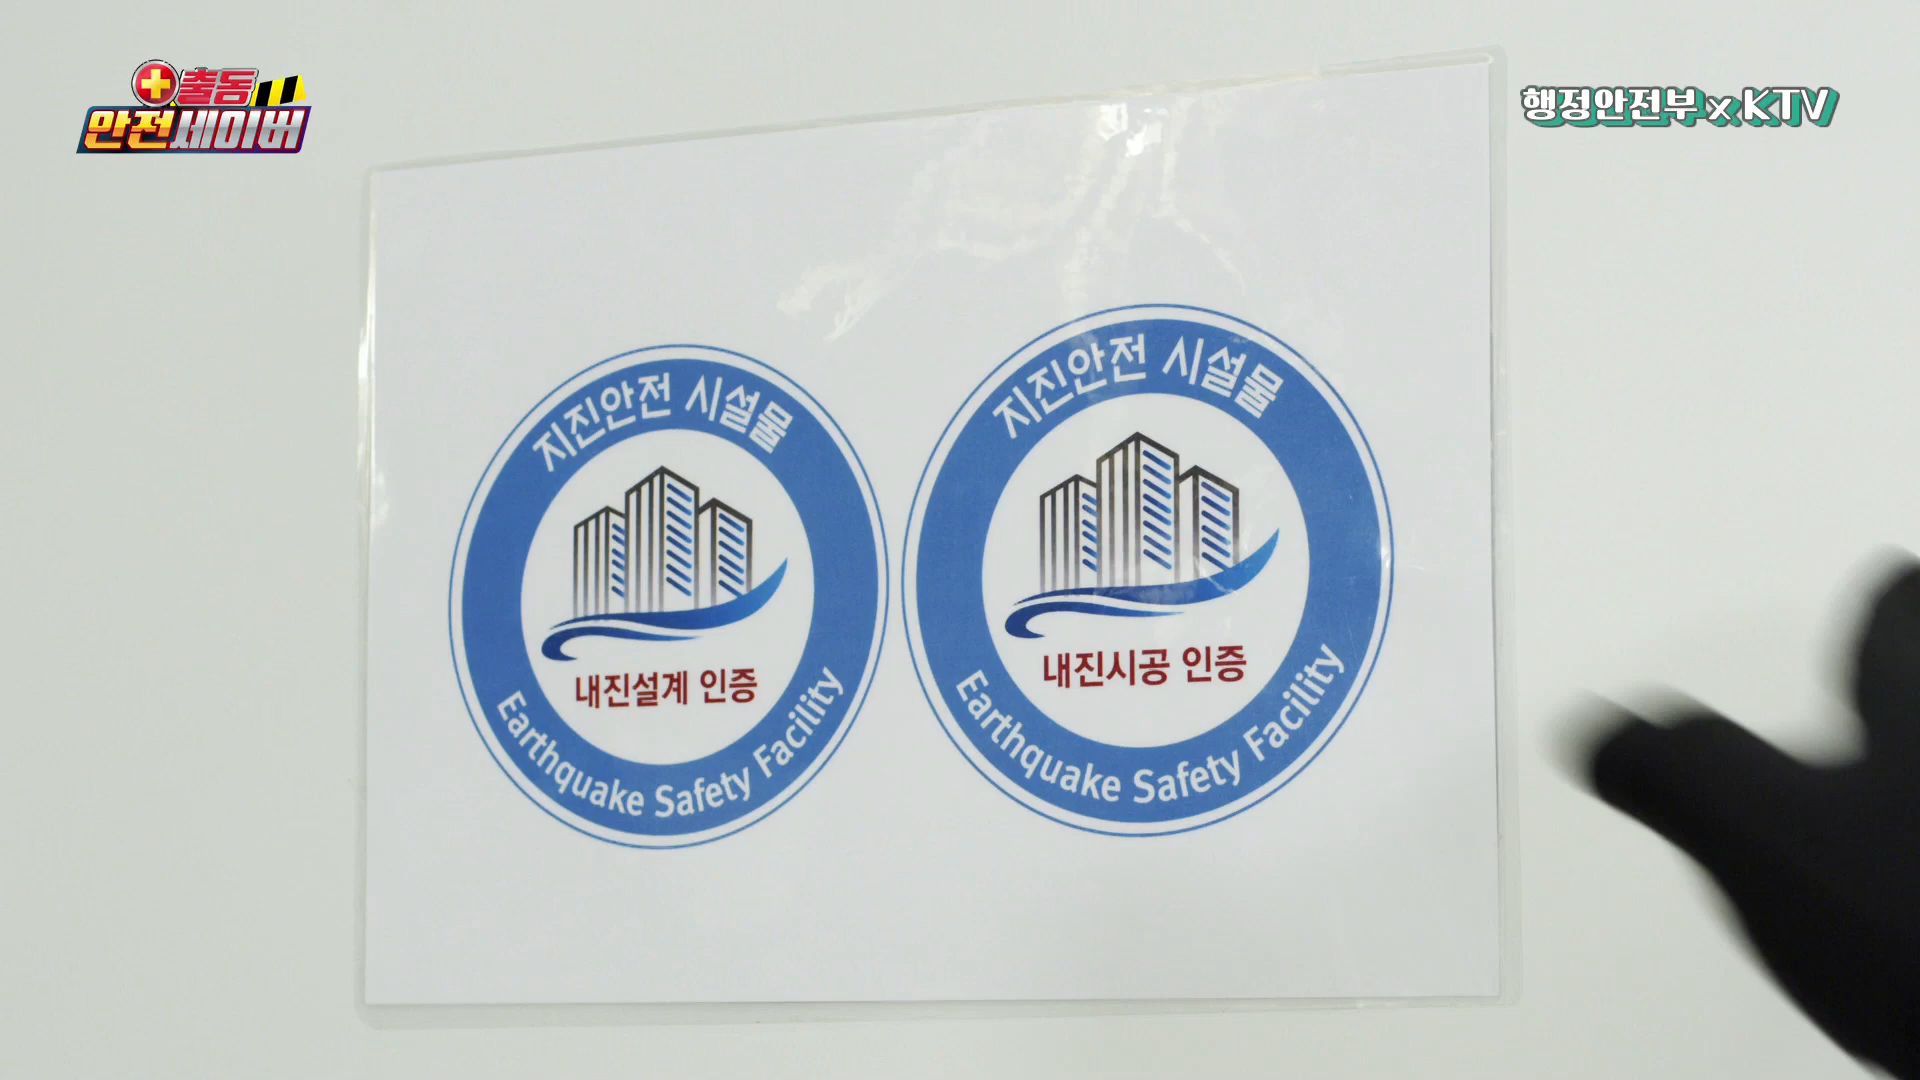 출동
안전세이버
행정안전부 x KTV
지진안전 시설물
내진설계 인증
Earthquake Safety Facility
지진안전 시설물
내진시공 인증
Earthquake Safety Facility